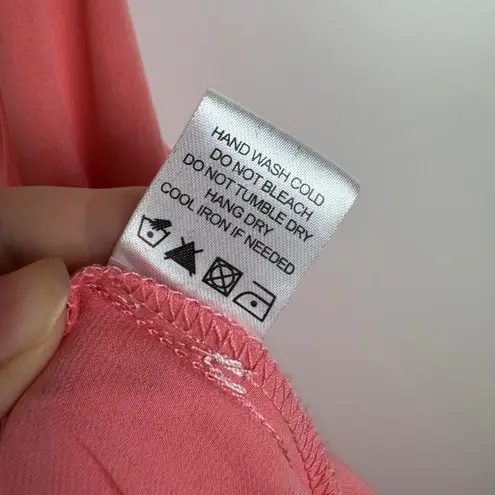 HAND WASH COLD
DO NOT BLEACH
DO NOT TUMBLE DRY
HANG DRY
COOL IRON IF NEEDED